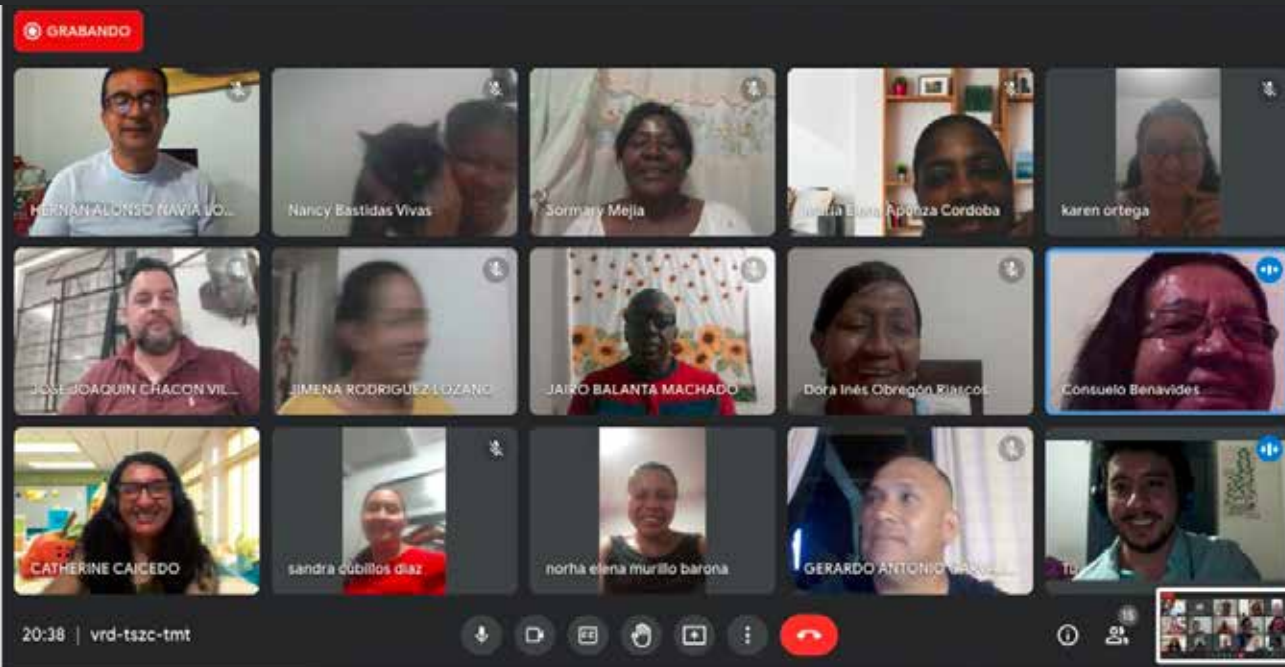 GRABANDO
HERNAN ALONSO NAVIA LO...
Nancy Bastidas Vivas
Sormary Mejia
Aponza Cordoba
karen ortega
JOSE JOAQUIN CHACON VIL...
JIMENA RODRIGUEZ LOZANO
JAIRO BALANTA MACHADO
Dora Inés Obregón Riascos
Consuelo Benavides
CATHERINE CAICEDO
sandra cubillos diaz
norha elena murillo barona
GERARDO ANTONIO
Tú
20:38 | vrd-tszc-tmt
CC
15